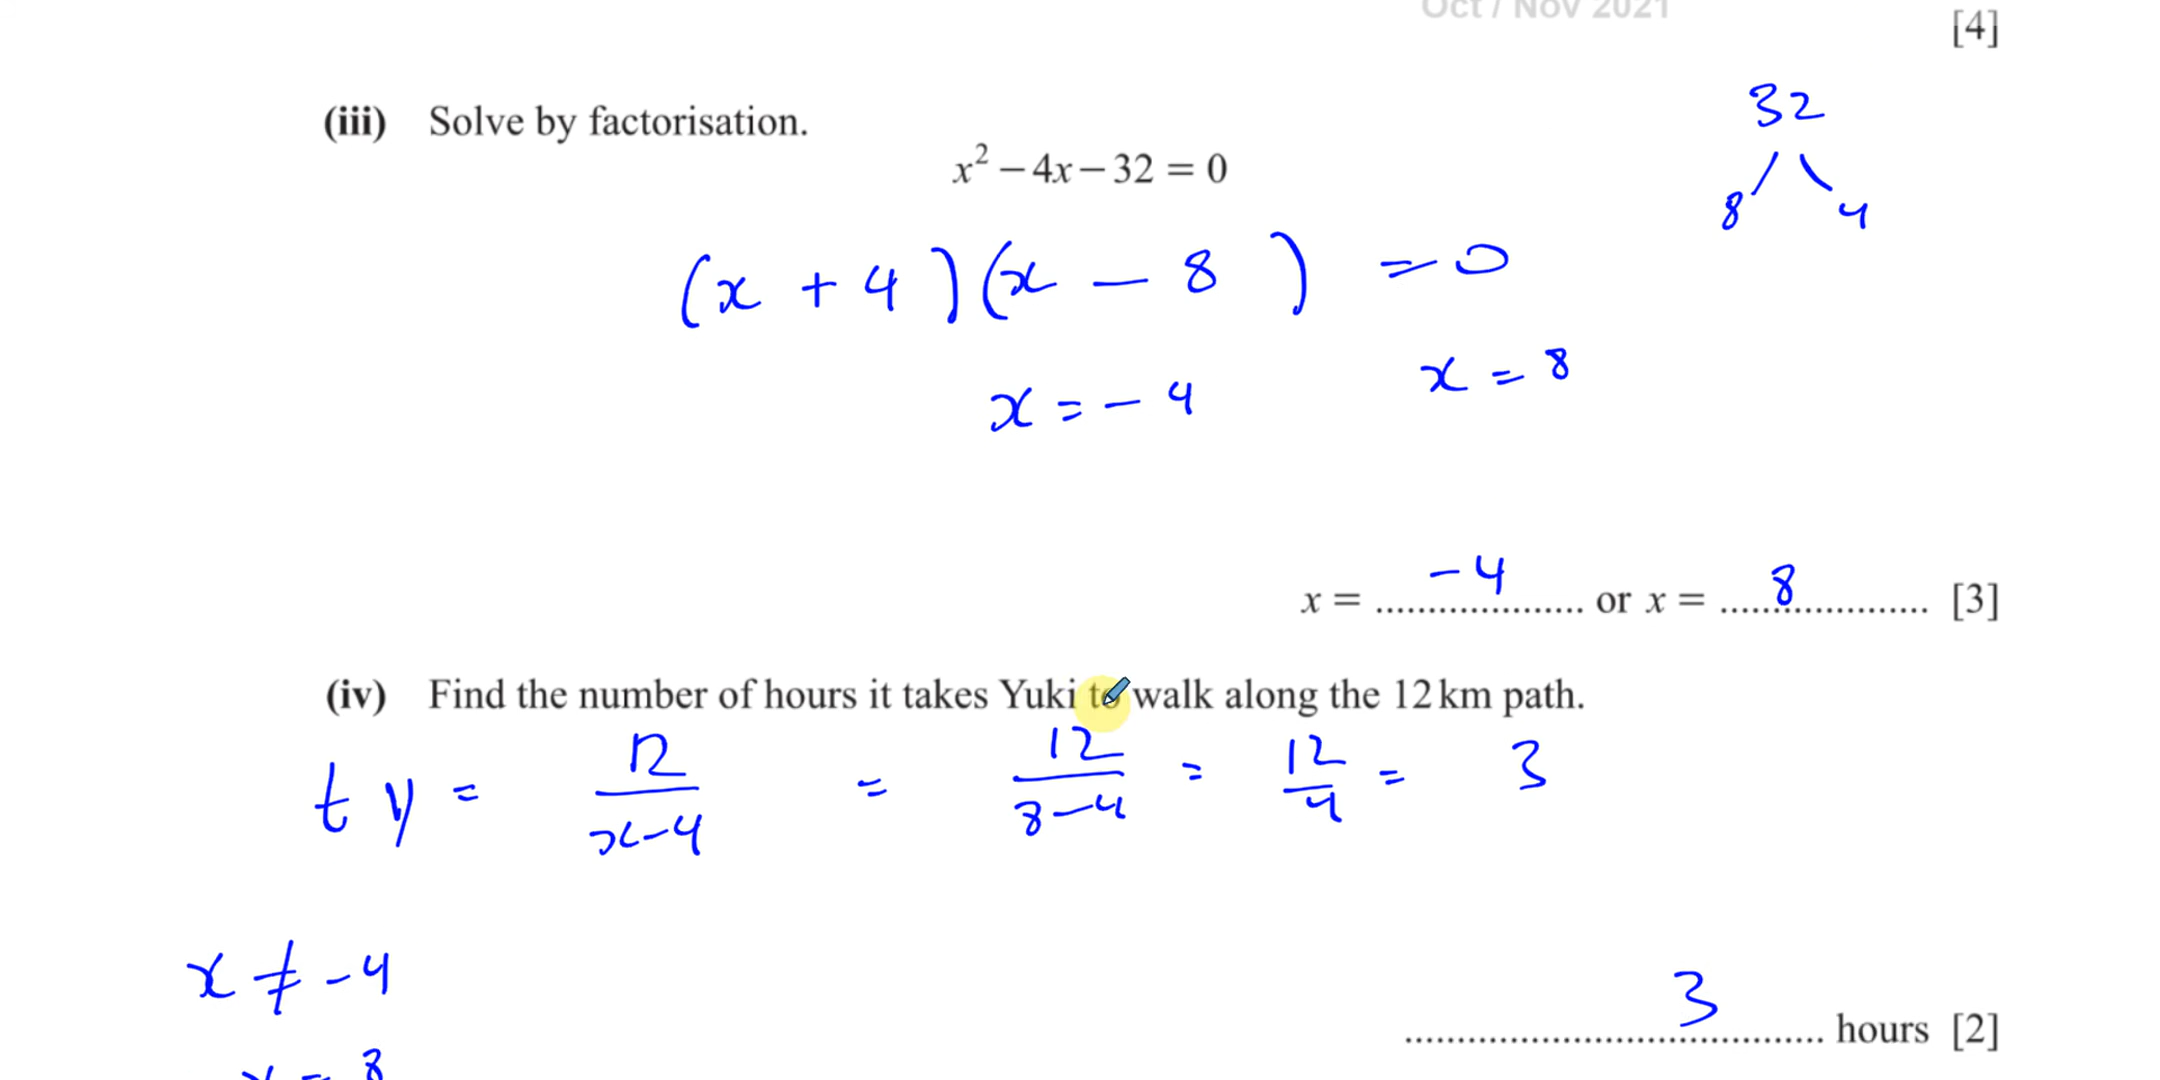 Oct / Nov 2021
[4]
32
8 4
(iii) Solve by factorisation.
x² – 4x – 32 = 0
(x + 4)(x – 8) = 0
x = – 4 x = 8
x = –4 or x = 8 [3]
(iv) Find the number of hours it takes Yuki to walk along the 12 km path.
t y = 12/(x–4) = 12/(8–4) = 12/4 = 3
x ≠ –4
x = 8
3 hours [2]